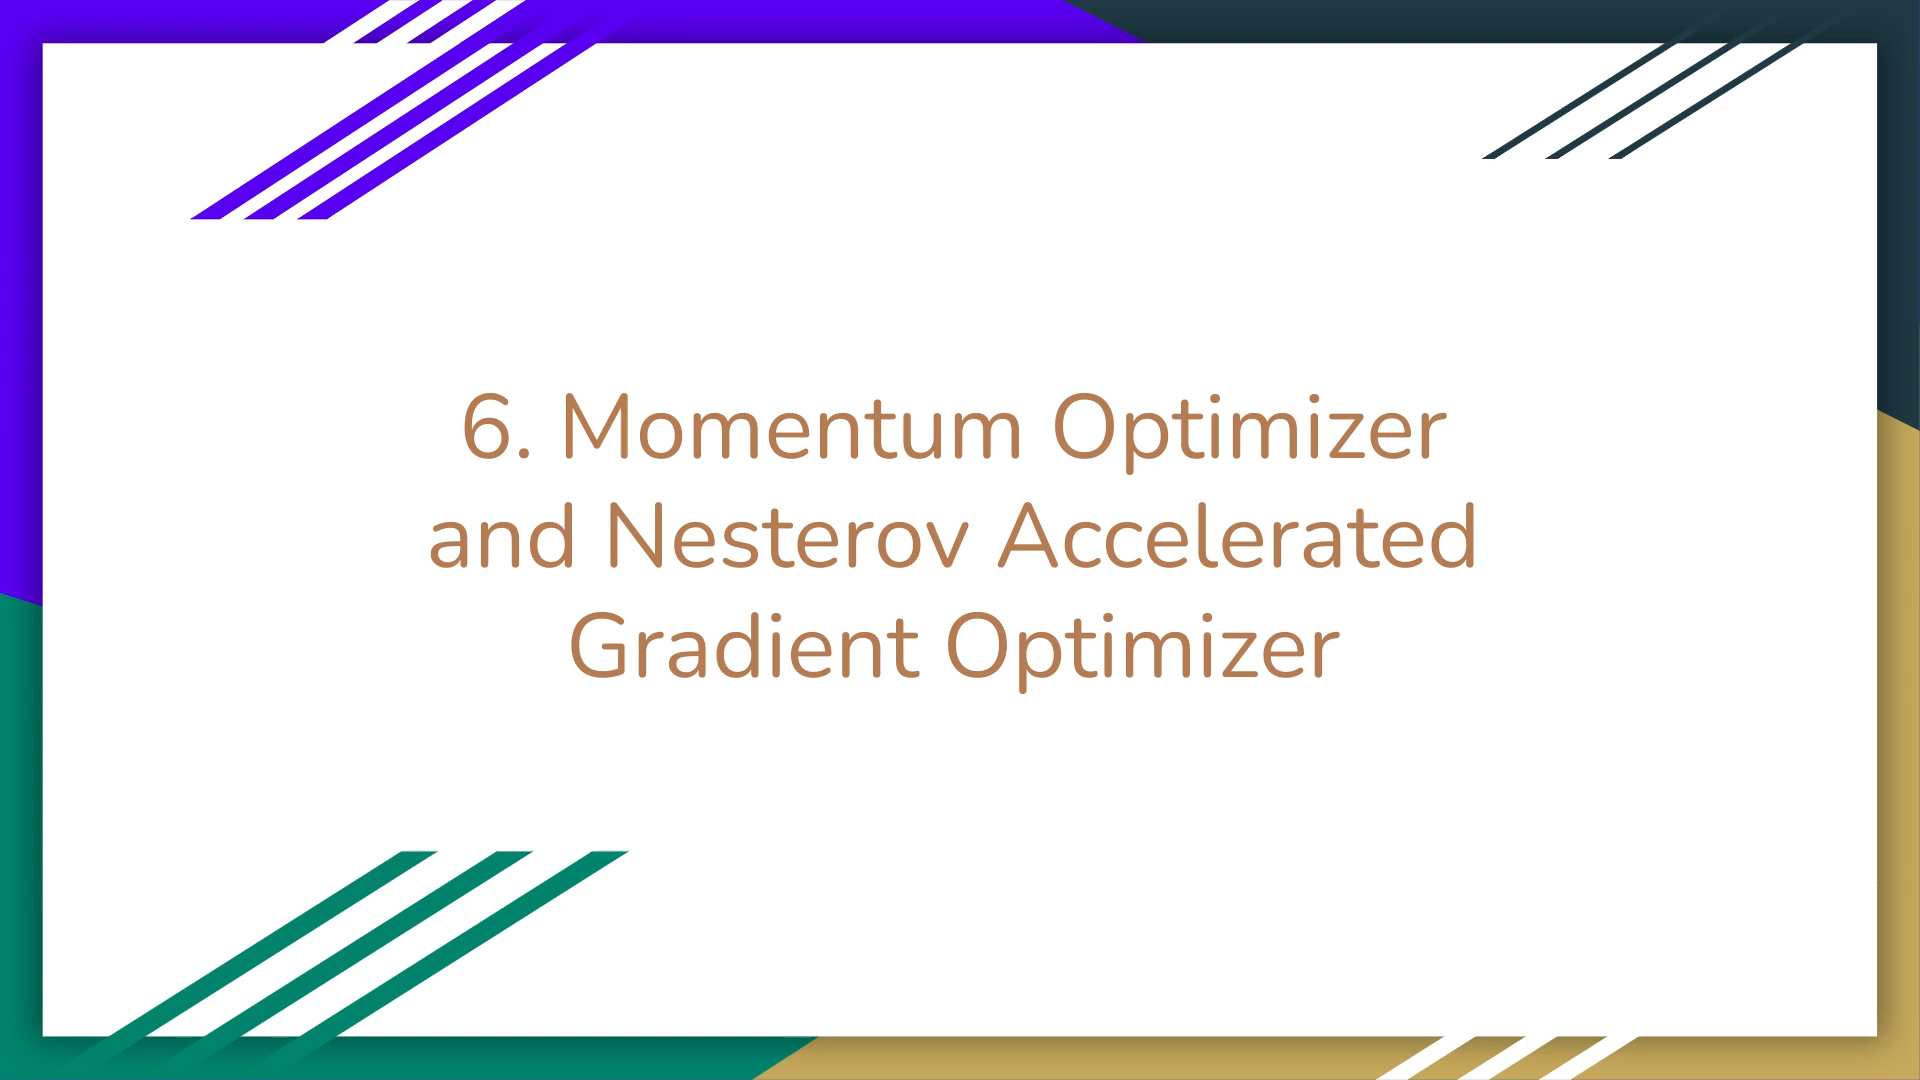 6. Momentum Optimizer
and Nesterov Accelerated
Gradient Optimizer